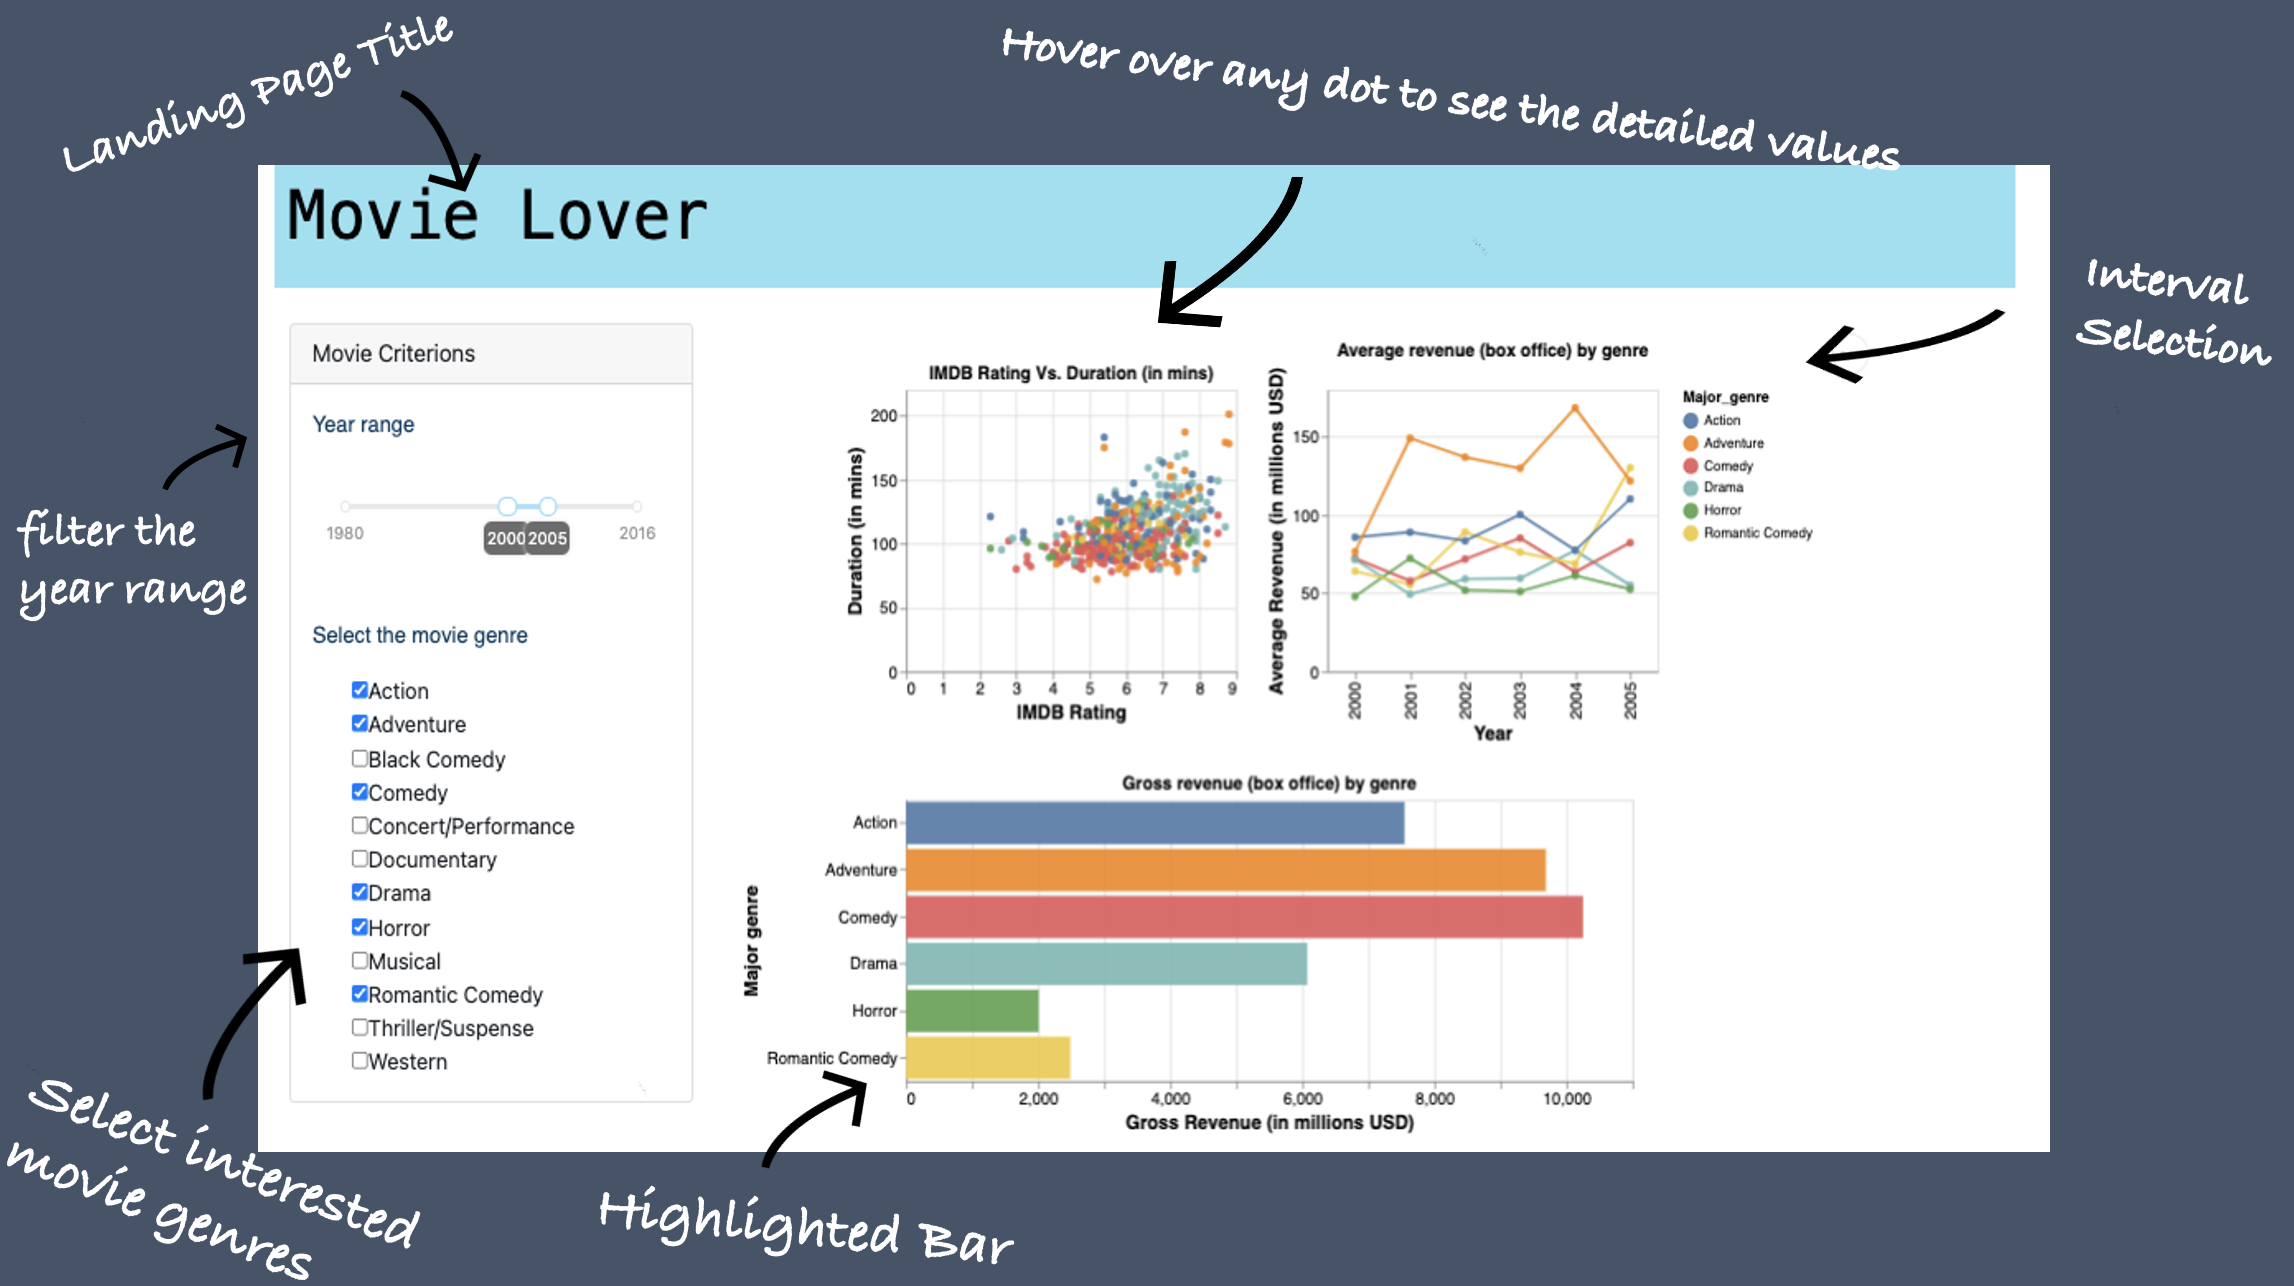 Landing Page Title
Hover over any dot to see the detailed values
Interval
Selection
filter the
year range
Select interested
movie genres
Highlighted Bar
Movie Lover
Movie Criterions
Year range
1980
2000
2005
2016
Select the movie genre
Action
Adventure
Black Comedy
Comedy
Concert/Performance
Documentary
Drama
Horror
Musical
Romantic Comedy
Thriller/Suspense
Western
IMDB Rating Vs. Duration (in mins)
Duration (in mins)
200
150
100
50
0
0 1 2 3 4 5 6 7 8 9
IMDB Rating
Average revenue (box office) by genre
Average Revenue (in millions USD)
150
100
50
0
2000 2001 2002 2003 2004 2005
Year
Major_genre
Action
Adventure
Comedy
Drama
Horror
Romantic Comedy
Gross revenue (box office) by genre
Major genre
Action
Adventure
Comedy
Drama
Horror
Romantic Comedy
0 2,000 4,000 6,000 8,000 10,000
Gross Revenue (in millions USD)